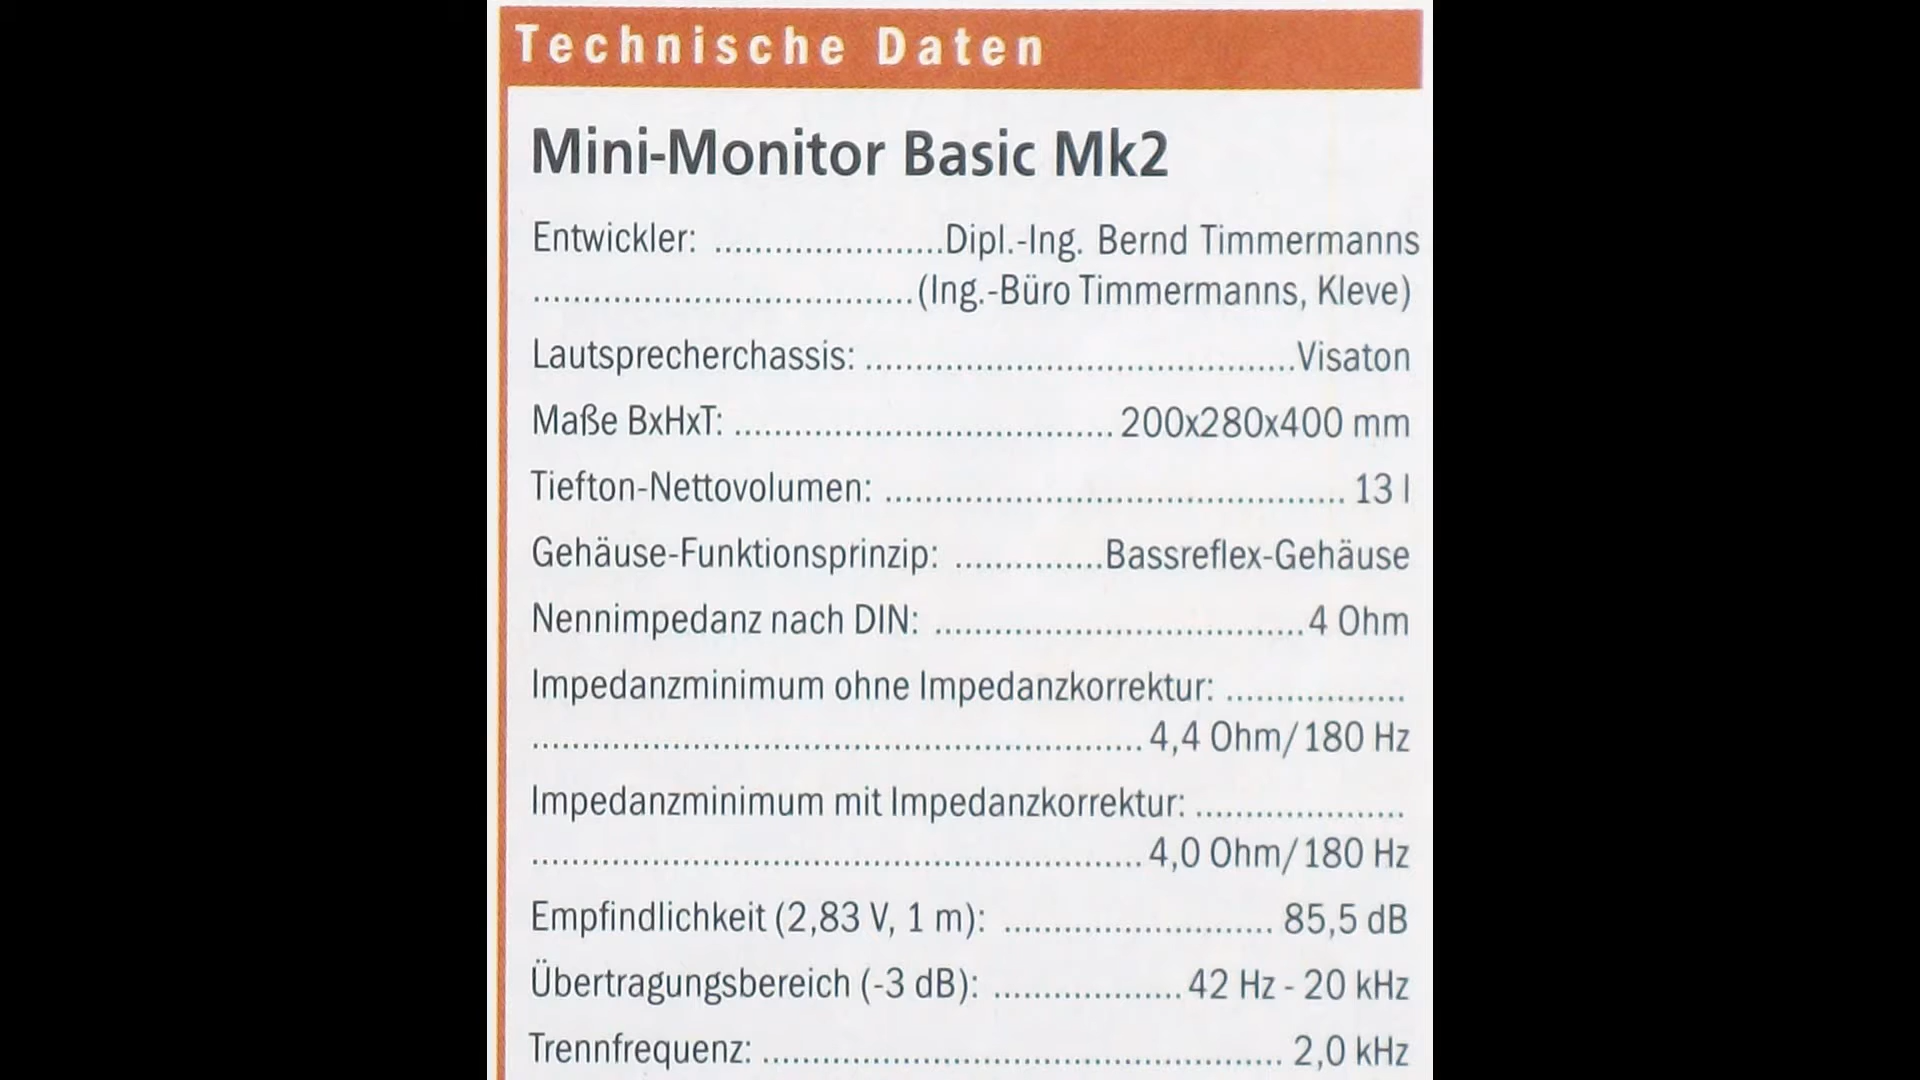 Technische Daten
Mini-Monitor Basic Mk2
Entwickler: .......................Dipl.-Ing. Bernd Timmermanns
......................................(Ing.-Büro Timmermanns, Kleve)
Lautsprecherchassis: ...........................................Visaton
Maße BxHxT: ...................................... 200x280x400 mm
Tiefton-Nettovolumen: .............................................. 13 l
Gehäuse-Funktionsprinzip: ...............Bassreflex-Gehäuse
Nennimpedanz nach DIN: .....................................4 Ohm
Impedanzminimum ohne Impedanzkorrektur: ..................
............................................................. 4,4 Ohm/180 Hz
Impedanzminimum mit Impedanzkorrektur: .....................
............................................................. 4,0 Ohm/180 Hz
Empfindlichkeit (2,83 V, 1 m): ........................... 85,5 dB
Übertragungsbereich (-3 dB): ................... 42 Hz - 20 kHz
Trennfrequenz: .................................................... 2,0 kHz